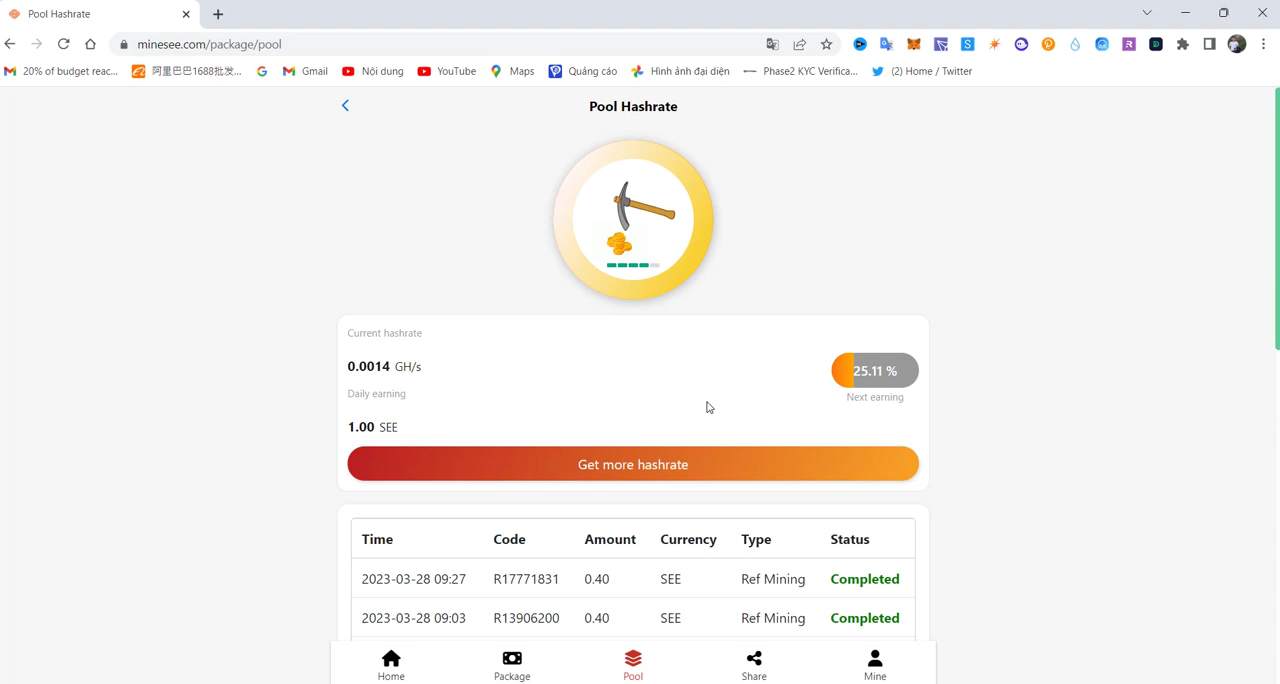 Pool Hashrate
minesee.com/package/pool
20% of budget reac...
阿里巴巴1688批发...
Gmail
Nội dung
YouTube
Maps
Quảng cáo
Hình ảnh đại diện
Phase2 KYC Verifica...
(2) Home / Twitter
Pool Hashrate
Current hashrate
0.0014 GH/s
25.11 %
Daily earning
Next earning
1.00 SEE
Get more hashrate
Time Code Amount Currency Type Status
2023-03-28 09:27 R17771831 0.40 SEE Ref Mining Completed
2023-03-28 09:03 R13906200 0.40 SEE Ref Mining Completed
Home Package Pool Share Mine